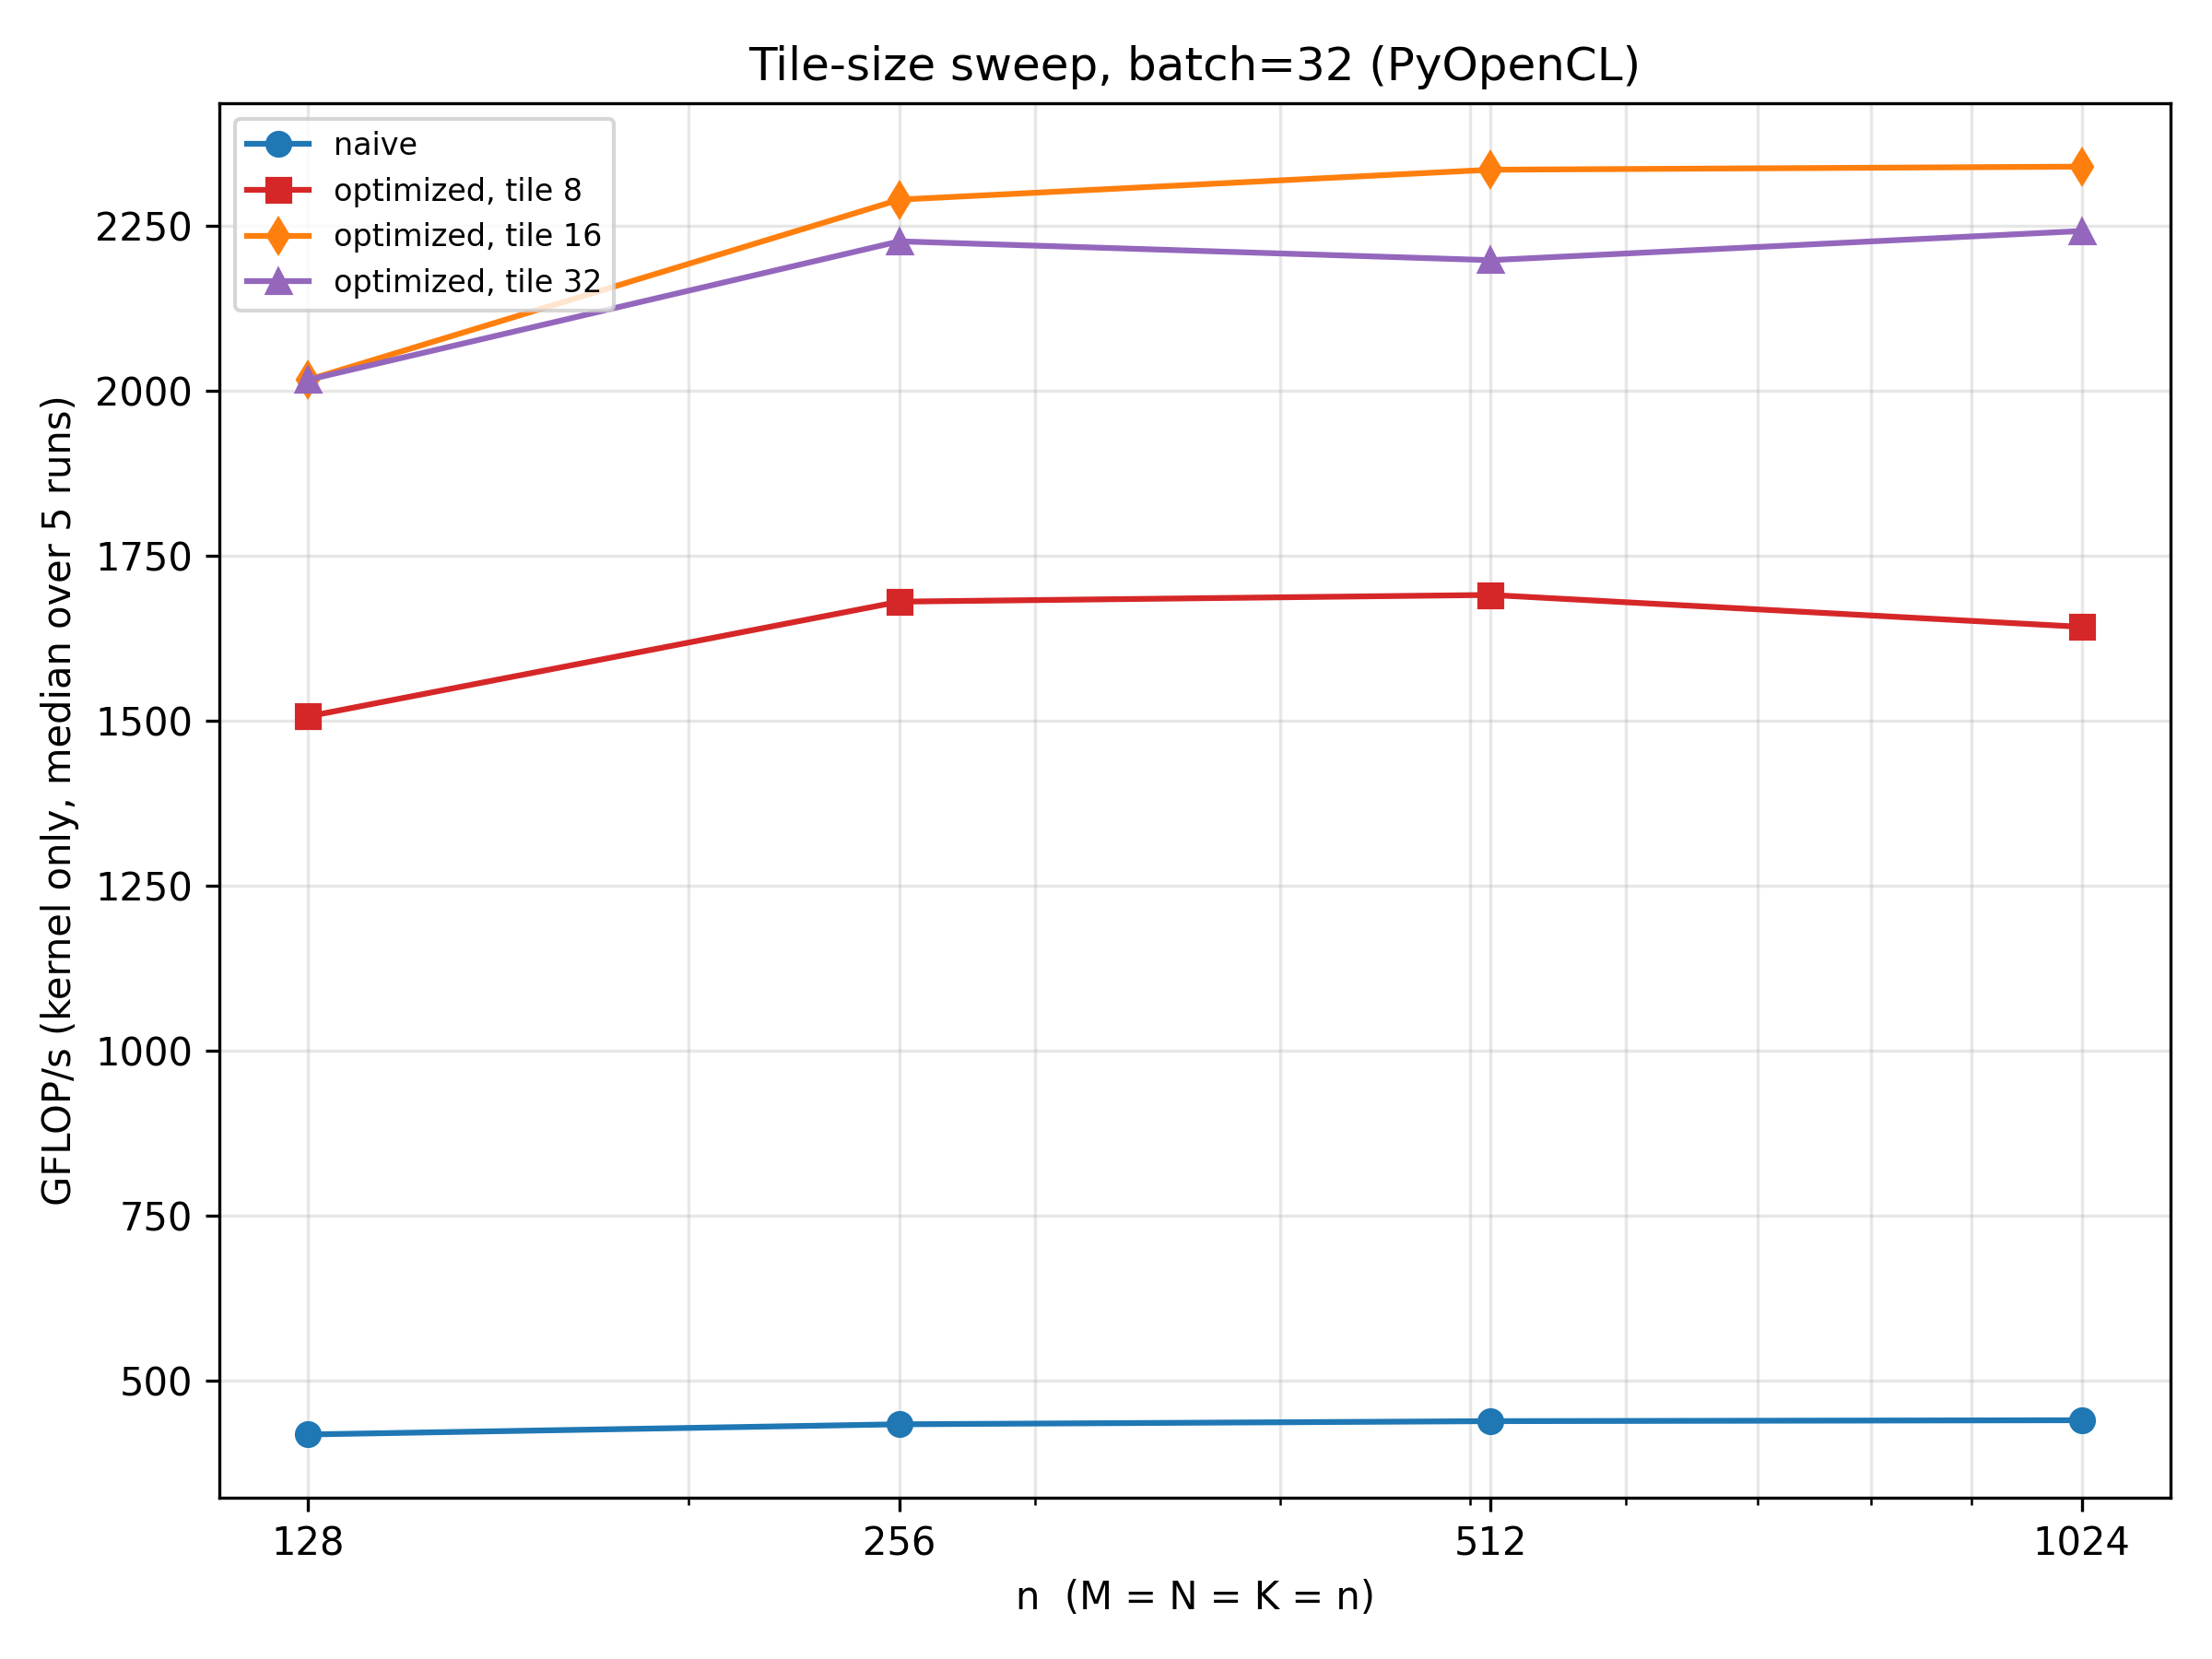 Tile-size sweep, batch=32 (PyOpenCL)
naive
optimized, tile 8
optimized, tile 16
optimized, tile 32
GFLOP/s (kernel only, median over 5 runs)
2250
2000
1750
1500
1250
1000
750
500
128 256 512 1024
n (M = N = K = n)